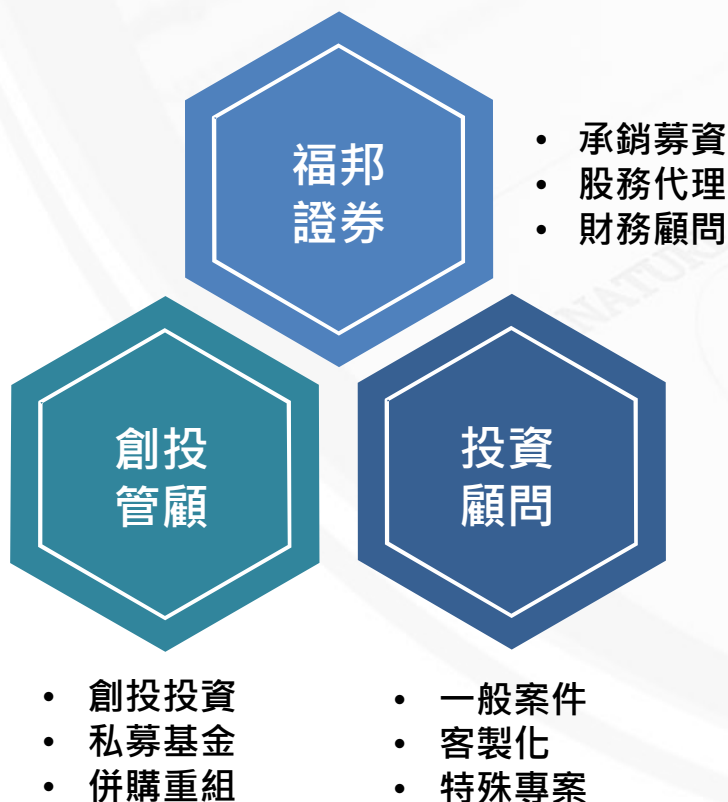 福邦
證券
• 承銷募資
• 股務代理
• 財務顧問
創投
管顧
投資
顧問
• 創投投資
• 私募基金
• 併購重組
• 一般案件
• 客製化
• 特殊專案